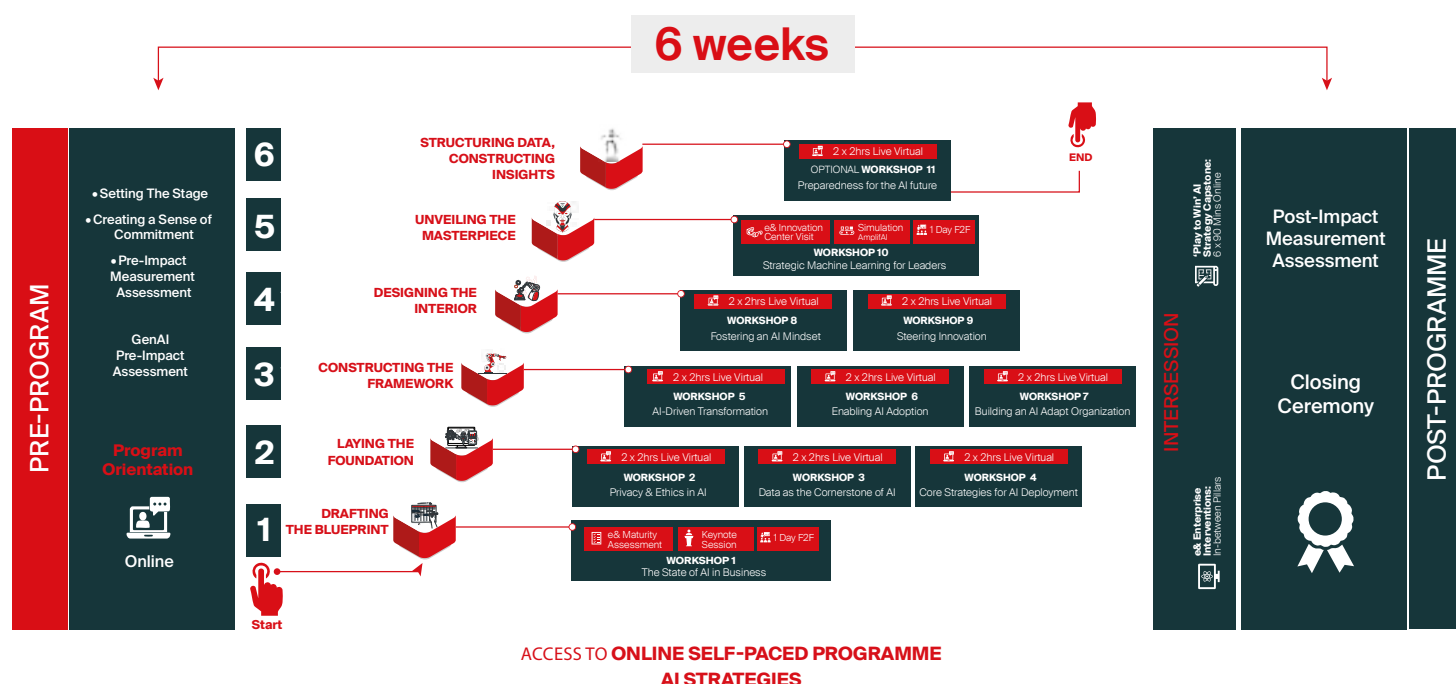 6 weeks
PRE-PROGRAM
• Setting The Stage
• Creating a Sense of
Commitment
• Pre-Impact
Measurement
Assessment
GenAI
Pre-Impact
Assessment
Program
Orientation
Online
6
STRUCTURING DATA,
CONSTRUCTING
INSIGHTS
2 x 2hrs Live Virtual
OPTIONAL WORKSHOP 11
Preparedness for the AI future
END
5
UNVEILING THE
MASTERPIECE
e& Innovation
Center Visit
Simulation
AmplifAI
1 Day F2F
WORKSHOP 10
Strategic Machine Learning for Leaders
4
DESIGNING THE
INTERIOR
2 x 2hrs Live Virtual
WORKSHOP 8
Fostering an AI Mindset
2 x 2hrs Live Virtual
WORKSHOP 9
Steering Innovation
3
CONSTRUCTING THE
FRAMEWORK
2 x 2hrs Live Virtual
WORKSHOP 5
AI-Driven Transformation
2 x 2hrs Live Virtual
WORKSHOP 6
Enabling AI Adoption
2 x 2hrs Live Virtual
WORKSHOP 7
Building an AI Adapt Organization
2
LAYING THE
FOUNDATION
2 x 2hrs Live Virtual
WORKSHOP 2
Privacy & Ethics in AI
2 x 2hrs Live Virtual
WORKSHOP 3
Data as the Cornerstone of AI
2 x 2hrs Live Virtual
WORKSHOP 4
Core Strategies for AI Deployment
1
DRAFTING
THE BLUEPRINT
e& Maturity
Assessment
Keynote
Session
1 Day F2F
WORKSHOP 1
The State of AI in Business
Start
INTERSESSION
'Play to Win' AI
Strategy Capstone:
6 x 90 Mins Online
e& Enterprise
Interventions:
In-between Pillars
Post-Impact
Measurement
Assessment
Closing
Ceremony
POST-PROGRAMME
ACCESS TO ONLINE SELF-PACED PROGRAMME
AI STRATEGIES